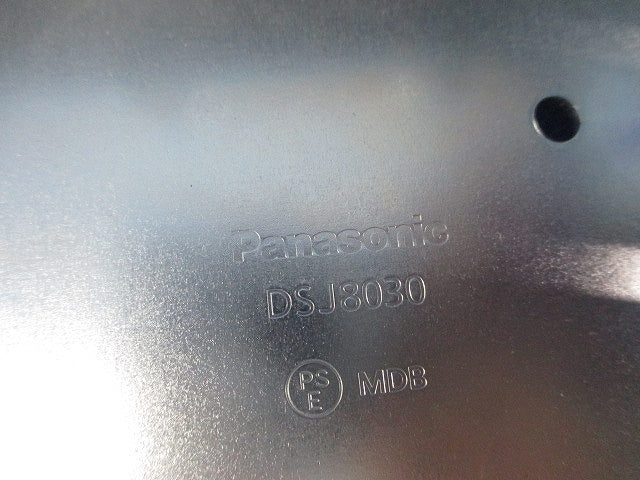 Panasonic
DSJ8030
PS
E MDB